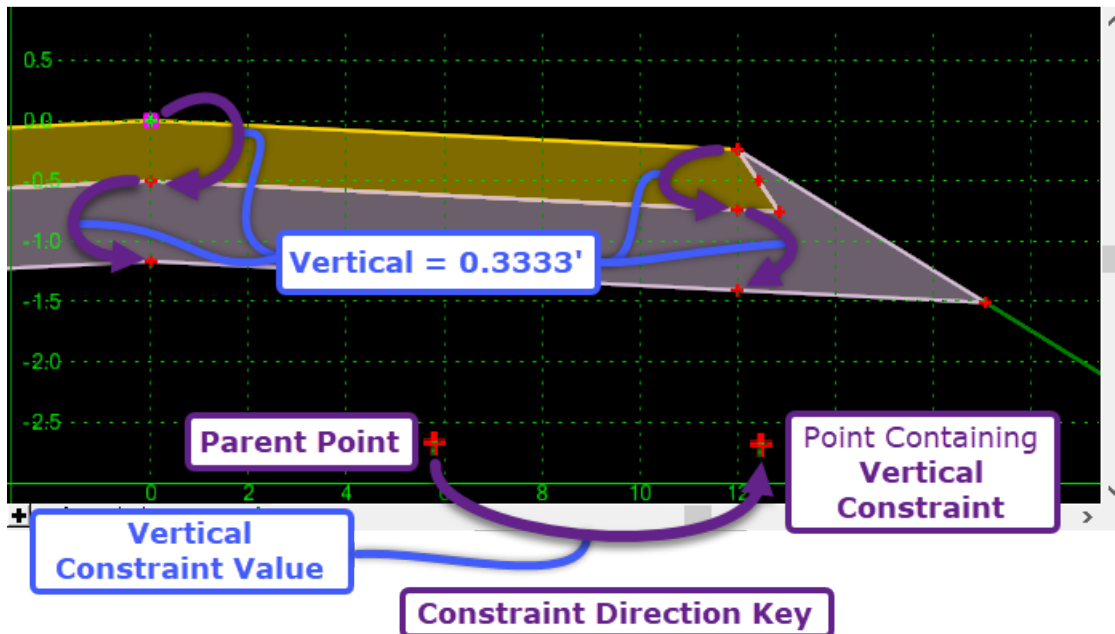 0.5
0.0
-0.5
-1.0
Vertical = 0.3333'
-1.5
-2.0
-2.5
Parent Point
Point Containing
Vertical
Constraint
0 2 4 6 8 10 12
Vertical
Constraint Value
Constraint Direction Key